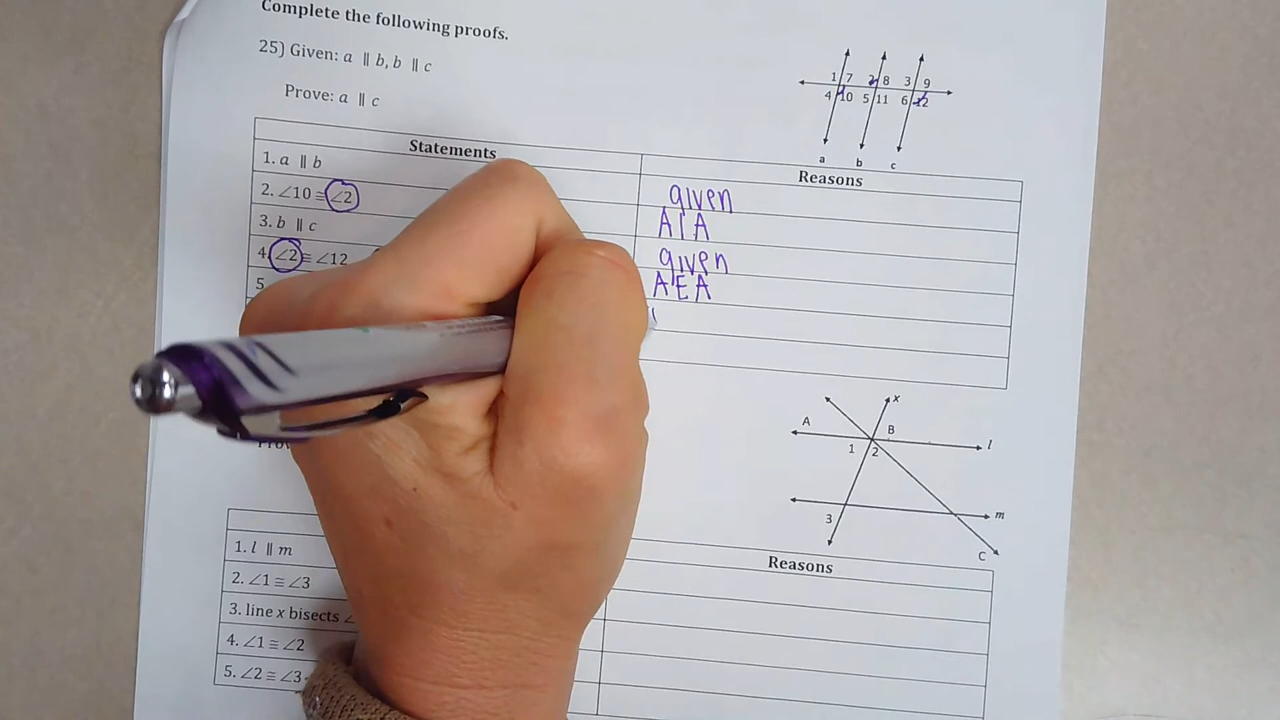 Complete the following proofs.
25) Given: a ∥ b, b ∥ c
Prove: a ∥ c
1 7 2 8 3 9
4 10 5 11 6 12
a b c
Statements Reasons
1. a ∥ b given
2. ∠10 ≅ ∠2 AIA
3. b ∥ c given
4. ∠2 ≅ ∠12 AEA
5
x
A B l
1 2
m
3
C
Reasons
1. l ∥ m
2. ∠1 ≅ ∠3
3. line x bisects ∠
4. ∠1 ≅ ∠2
5. ∠2 ≅ ∠3